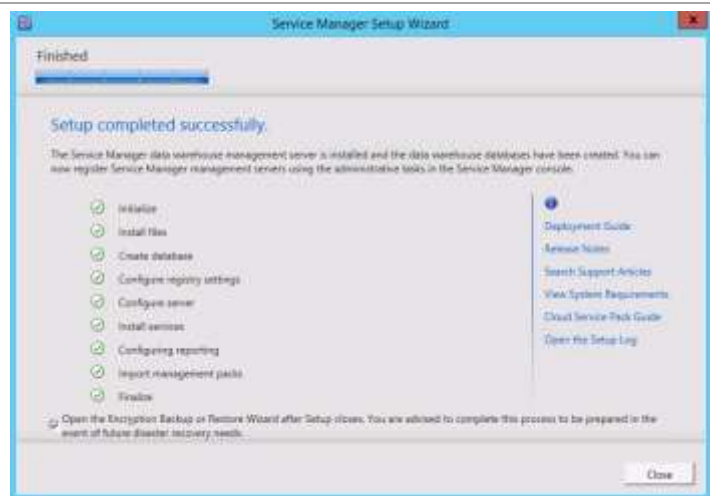 Service Manager Setup Wizard
Finished
Setup completed successfully.
The Service Manager data warehouse management server is installed and the data warehouse databases have been created. You can
now register Service Manager management servers using the administrative tasks in the Service Manager console.
Initialize
Install files
Create database
Configure registry settings
Configure server
Install services
Configuring reporting
Import management packs
Finalize
Deployment Guide
Release Notes
Search Support Articles
View System Requirements
Cloud Service Pack Guide
Open the Setup Log
Open the Encryption Backup or Restore Wizard after Setup closes. You are advised to complete this process to be prepared in the
event of future disaster recovery needs.
Close